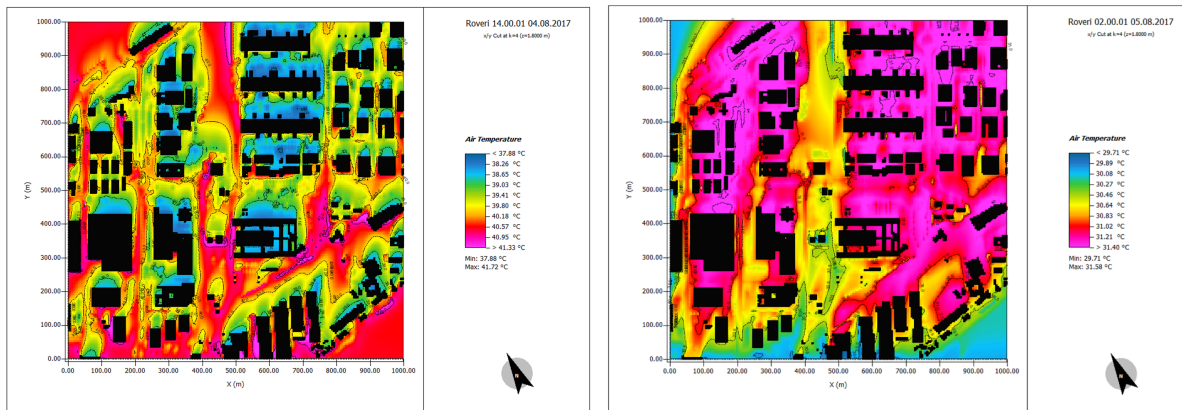 Roveri 14.00.01 04.08.2017
x/y Cut at k=4 (z=1.8000 m)
Air Temperature
< 37.88 °C
38.26 °C
38.65 °C
39.03 °C
39.41 °C
39.80 °C
40.18 °C
40.57 °C
40.95 °C
> 41.33 °C
Min: 37.88 °C
Max: 41.72 °C
Y (m)
1000.00
900.00
800.00
700.00
600.00
500.00
400.00
300.00
200.00
100.00
0.00
0.00 100.00 200.00 300.00 400.00 500.00 600.00 700.00 800.00 900.00 1000.00
X (m)
N
Roveri 02.00.01 05.08.2017
x/y Cut at k=4 (z=1.8000 m)
Air Temperature
< 29.71 °C
29.89 °C
30.08 °C
30.27 °C
30.46 °C
30.64 °C
30.83 °C
31.02 °C
31.21 °C
> 31.40 °C
Min: 29.71 °C
Max: 31.58 °C
Y (m)
1000.00
900.00
800.00
700.00
600.00
500.00
400.00
300.00
200.00
100.00
0.00
0.00 100.00 200.00 300.00 400.00 500.00 600.00 700.00 800.00 900.00 1000.00
X (m)
N